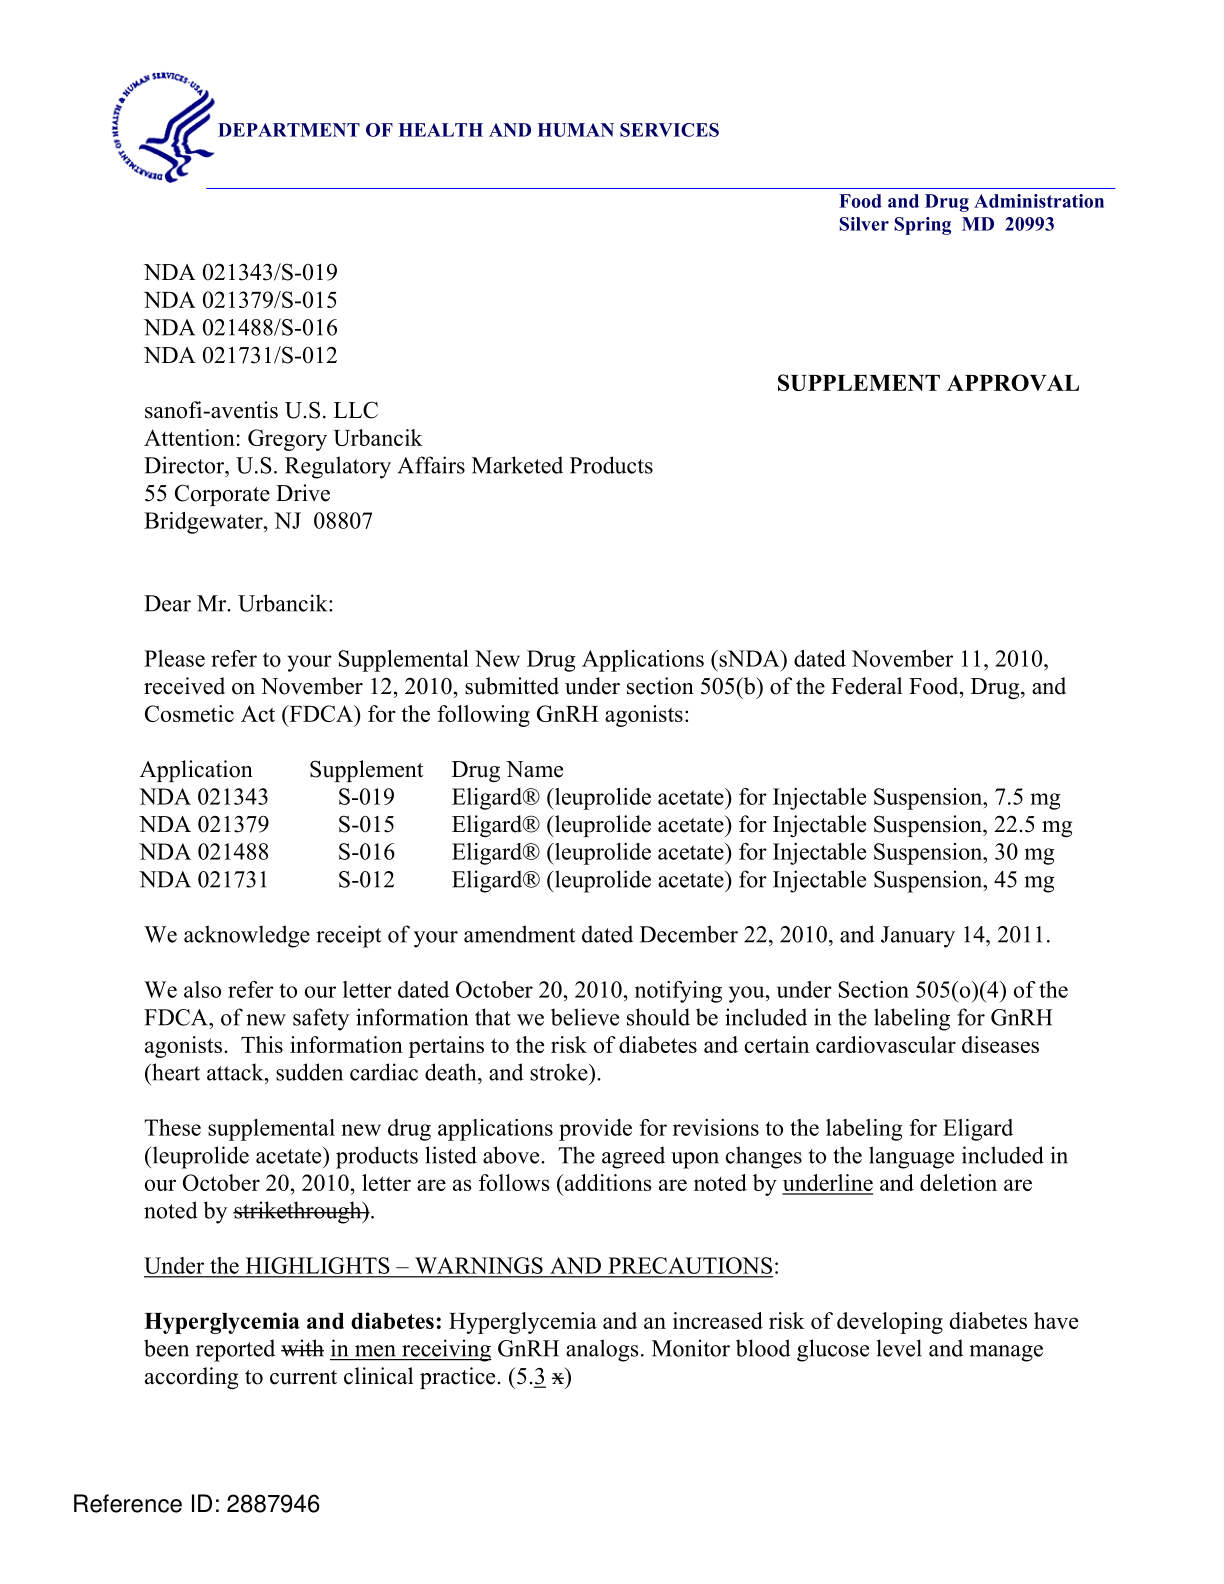 DEPARTMENT OF HEALTH & HUMAN SERVICES·USA
DEPARTMENT OF HEALTH AND HUMAN SERVICES
Food and Drug Administration
Silver Spring  MD  20993
NDA 021343/S-019
NDA 021379/S-015
NDA 021488/S-016
NDA 021731/S-012
SUPPLEMENT APPROVAL
sanofi-aventis U.S. LLC
Attention: Gregory Urbancik
Director, U.S. Regulatory Affairs Marketed Products
55 Corporate Drive
Bridgewater, NJ  08807
Dear Mr. Urbancik:
Please refer to your Supplemental New Drug Applications (sNDA) dated November 11, 2010,
received on November 12, 2010, submitted under section 505(b) of the Federal Food, Drug, and
Cosmetic Act (FDCA) for the following GnRH agonists:
Application Supplement Drug Name
NDA 021343 S-019 Eligard® (leuprolide acetate) for Injectable Suspension, 7.5 mg
NDA 021379 S-015 Eligard® (leuprolide acetate) for Injectable Suspension, 22.5 mg
NDA 021488 S-016 Eligard® (leuprolide acetate) for Injectable Suspension, 30 mg
NDA 021731 S-012 Eligard® (leuprolide acetate) for Injectable Suspension, 45 mg
We acknowledge receipt of your amendment dated December 22, 2010, and January 14, 2011.
We also refer to our letter dated October 20, 2010, notifying you, under Section 505(o)(4) of the
FDCA, of new safety information that we believe should be included in the labeling for GnRH
agonists.  This information pertains to the risk of diabetes and certain cardiovascular diseases
(heart attack, sudden cardiac death, and stroke).
These supplemental new drug applications provide for revisions to the labeling for Eligard
(leuprolide acetate) products listed above.  The agreed upon changes to the language included in
our October 20, 2010, letter are as follows (additions are noted by underline and deletion are
noted by strikethrough).
Under the HIGHLIGHTS – WARNINGS AND PRECAUTIONS:
Hyperglycemia and diabetes: Hyperglycemia and an increased risk of developing diabetes have
been reported with in men receiving GnRH analogs. Monitor blood glucose level and manage
according to current clinical practice. (5.3 x)
Reference ID: 2887946